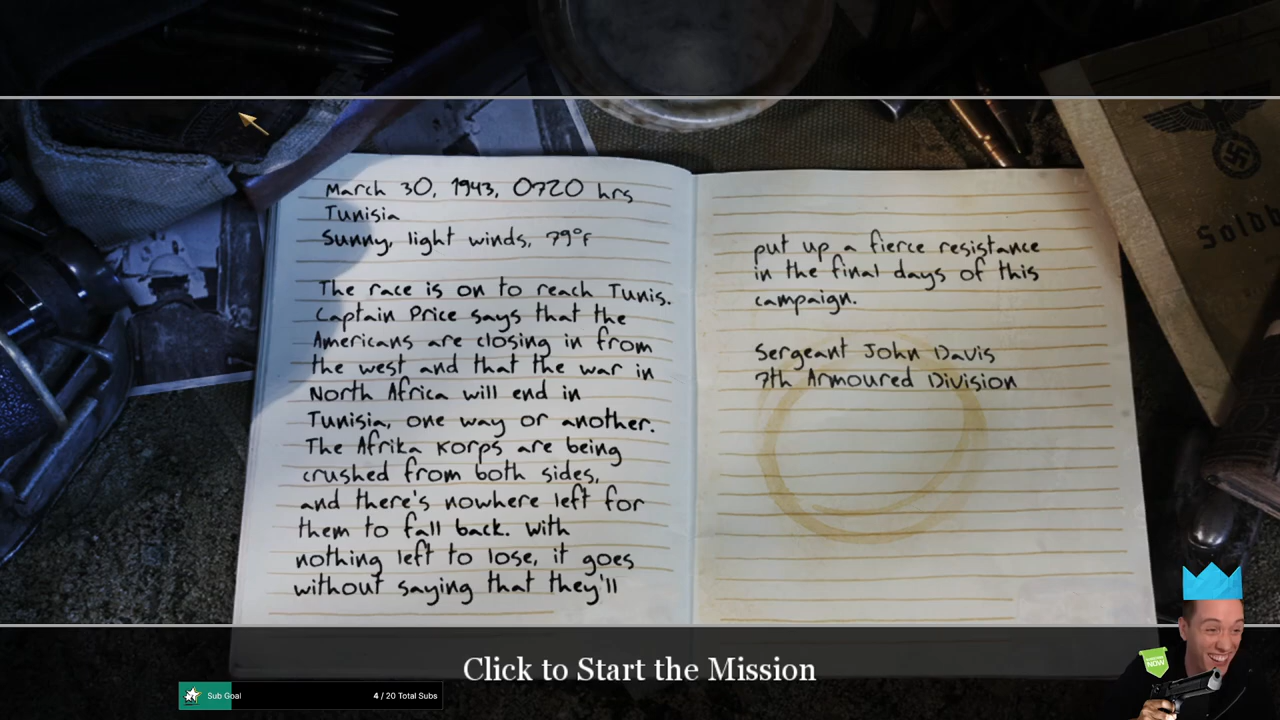 March 30, 1943, 0720 hrs
Tunisia
Sunny, light winds, 79°F
The race is on to reach Tunis.
Captain Price says that the
Americans are closing in from
the west and that the war in
North Africa will end in
Tunisia, one way or another.
The Afrika Korps are being
crushed from both sides,
and there's nowhere left for
them to fall back. With
nothing left to lose, it goes
without saying that they'll
put up a fierce resistance
in the final days of this
campaign.
Sergeant John Davis
7th Armoured Division
Click to Start the Mission
Sub Goal
4 / 20 Total Subs
NOW